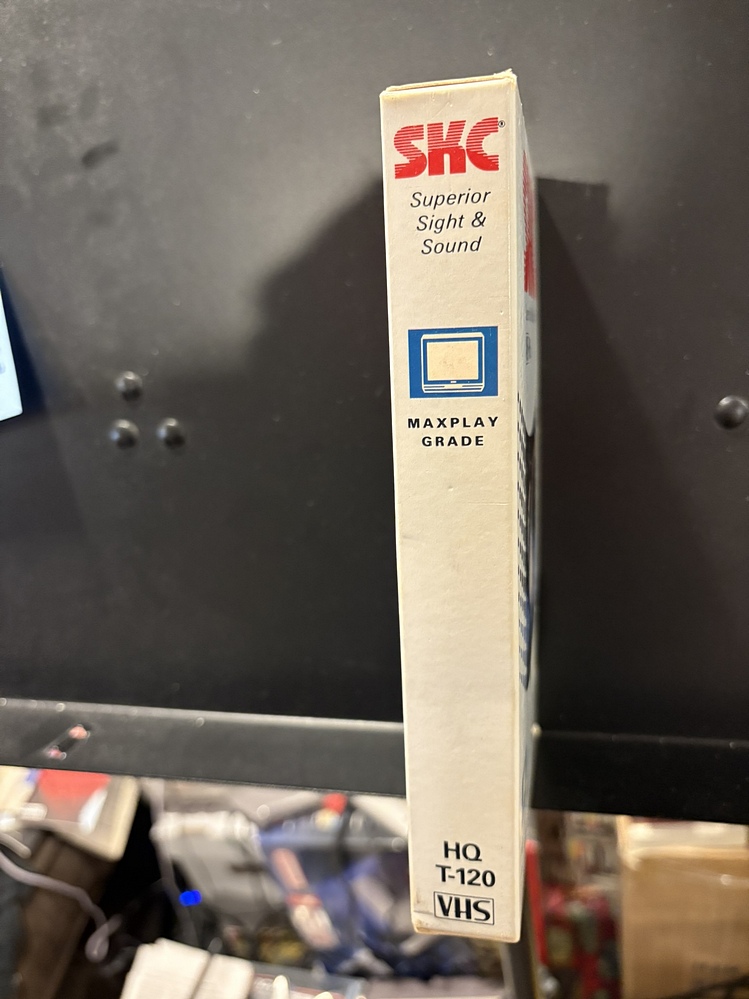 SKC®
Superior
Sight &
Sound
MAXPLAY
GRADE
HQ
T-120
VHS